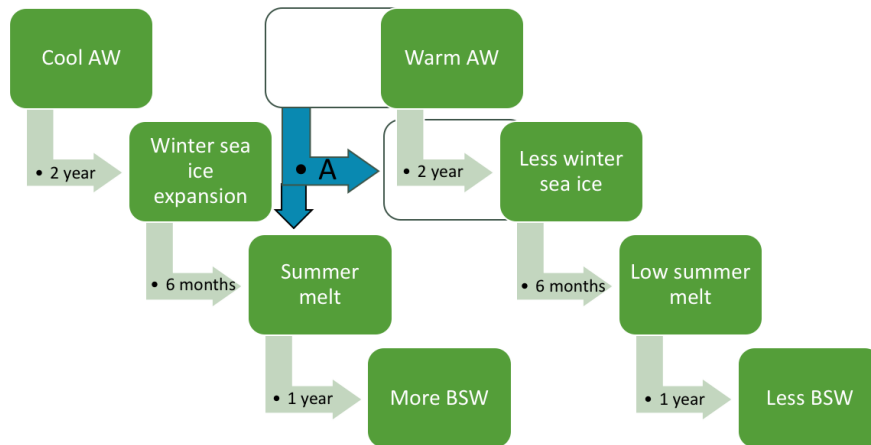 Cool AW
Warm AW
• 2 year
Winter sea
ice
expansion
• A
• 2 year
Less winter
sea ice
• 6 months
Summer
melt
• 6 months
Low summer
melt
• 1 year
More BSW
• 1 year
Less BSW